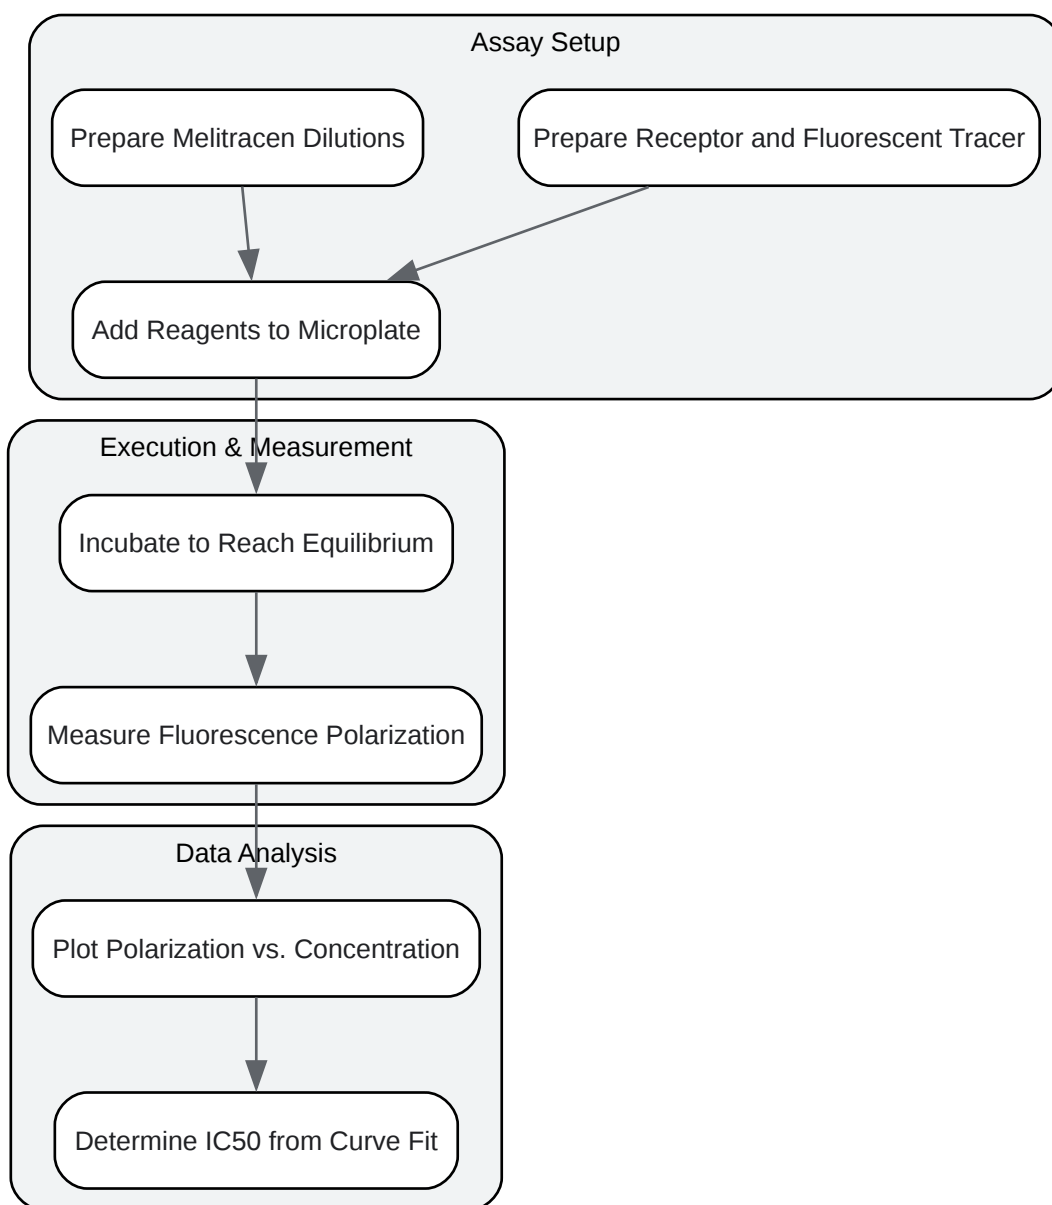 Assay Setup
Prepare Melitracen Dilutions
Prepare Receptor and Fluorescent Tracer
Add Reagents to Microplate
Execution & Measurement
Incubate to Reach Equilibrium
Measure Fluorescence Polarization
Data Analysis
Plot Polarization vs. Concentration
Determine IC50 from Curve Fit